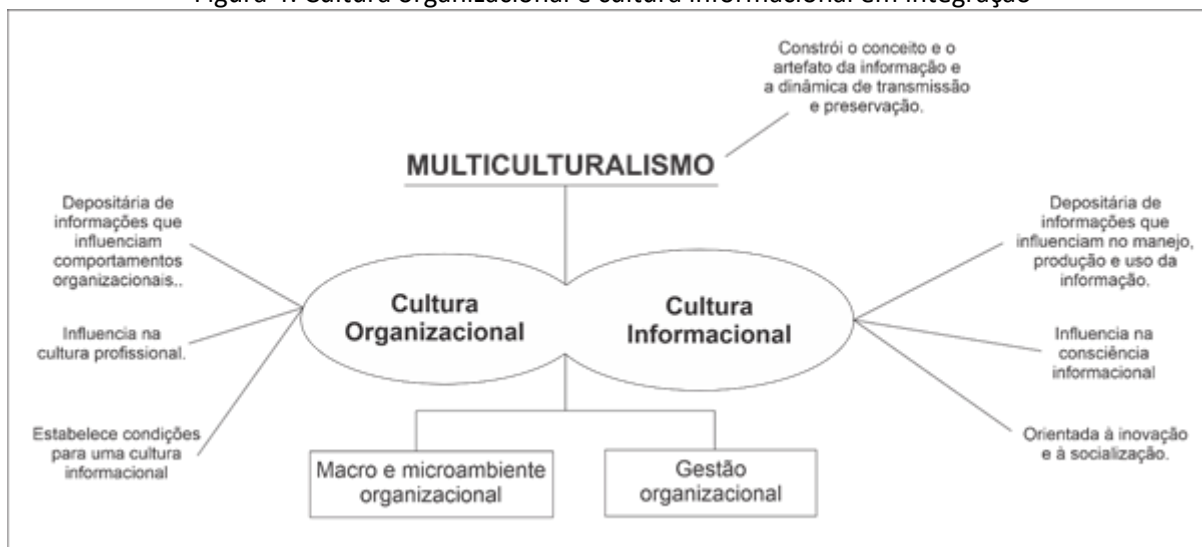 Figura 4. Cultura organizacional e cultura informacional em integração
Constrói o conceito e o
artefato da informação e
a dinâmica de transmissão
e preservação.
MULTICULTURALISMO
Depositária de
informações que
influenciam
comportamentos
organizacionais..
Influencia na
cultura profissional.
Estabelece condições
para uma cultura
informacional
Cultura
Organizacional
Cultura
Informacional
Depositária de
informações que
influenciam no manejo,
produção e uso da
informação.
Influencia na
consciência
informacional
Orientada à inovação
e à socialização.
Macro e microambiente
organizacional
Gestão
organizacional